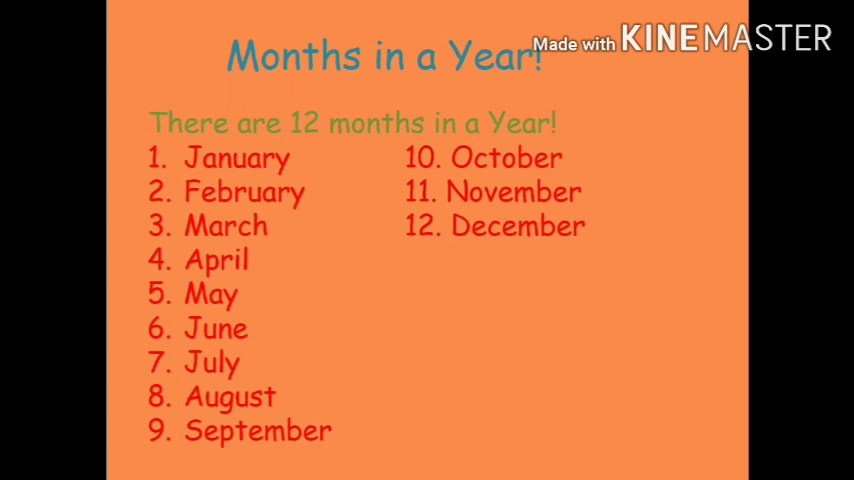 Months in a Year!
Made with KINEMASTER
There are 12 months in a Year!
1. January
2. February
3. March
4. April
5. May
6. June
7. July
8. August
9. September
10. October
11. November
12. December